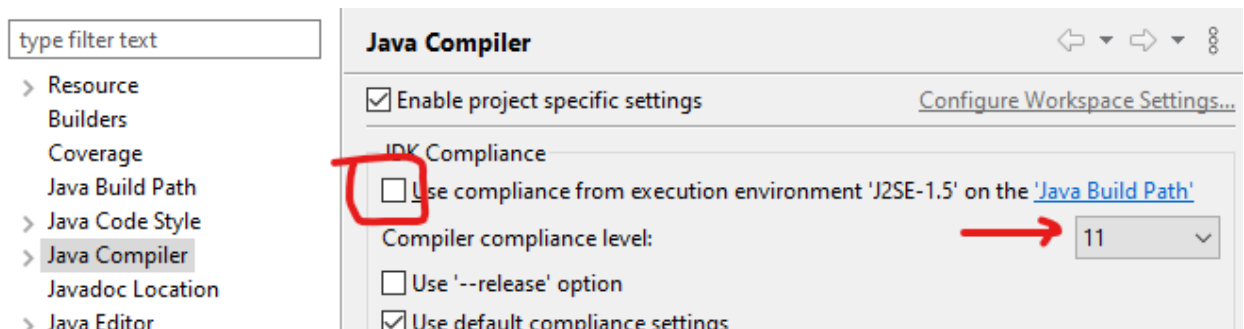 type filter text
Resource
Builders
Coverage
Java Build Path
Java Code Style
Java Compiler
Javadoc Location
Java Editor
Java Compiler
Enable project specific settings
Configure Workspace Settings...
JDK Compliance
Use compliance from execution environment 'J2SE-1.5' on the 'Java Build Path'
Compiler compliance level:
11
Use '--release' option
Use default compliance settings